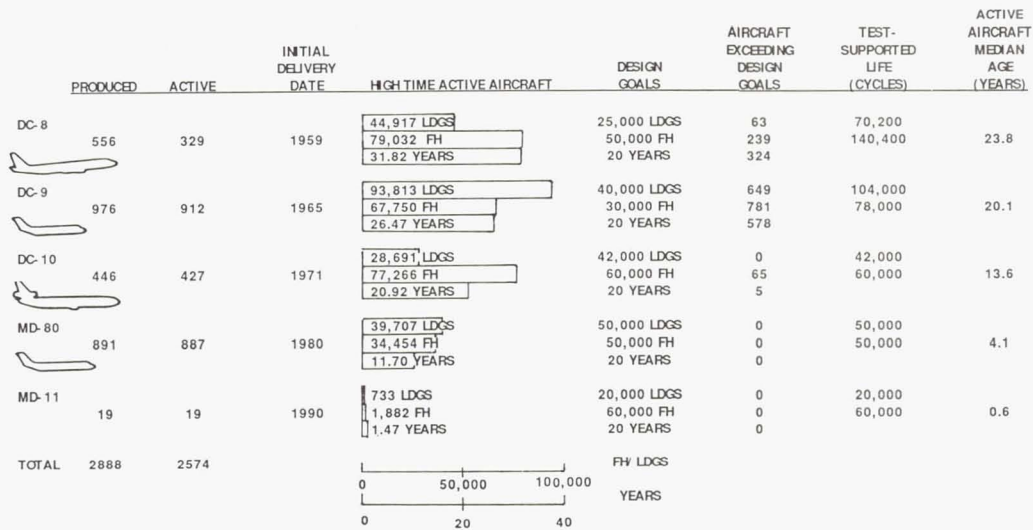 ACTIVE
AIRCRAFT TEST- AIRCRAFT
INITIAL EXCEEDING SUPPORTED MEDIAN
DELIVERY DESIGN DESIGN LIFE AGE
PRODUCED ACTIVE DATE HIGH TIME ACTIVE AIRCRAFT GOALS GOALS (CYCLES) (YEARS)
DC-8 44,917 LDGS 25,000 LDGS 63 70,200
556 329 1959 79,032 FH 50,000 FH 239 140,400 23.8
31.82 YEARS 20 YEARS 324
DC-9 93,813 LDGS 40,000 LDGS 649 104,000
976 912 1965 67,750 FH 30,000 FH 781 78,000 20.1
26.47 YEARS 20 YEARS 578
DC-10 28,691 LDGS 42,000 LDGS 0 42,000
446 427 1971 77,266 FH 60,000 FH 65 60,000 13.6
20.92 YEARS 20 YEARS 5
MD-80 39,707 LDGS 50,000 LDGS 0 50,000
891 887 1980 34,454 FH 50,000 FH 0 50,000 4.1
11.70 YEARS 20 YEARS 0
MD-11 733 LDGS 20,000 LDGS 0 20,000
19 19 1990 1,882 FH 60,000 FH 0 60,000 0.6
1.47 YEARS 20 YEARS 0
TOTAL 2888 2574 FH/ LDGS
0 50,000 100,000
YEARS
0 20 40